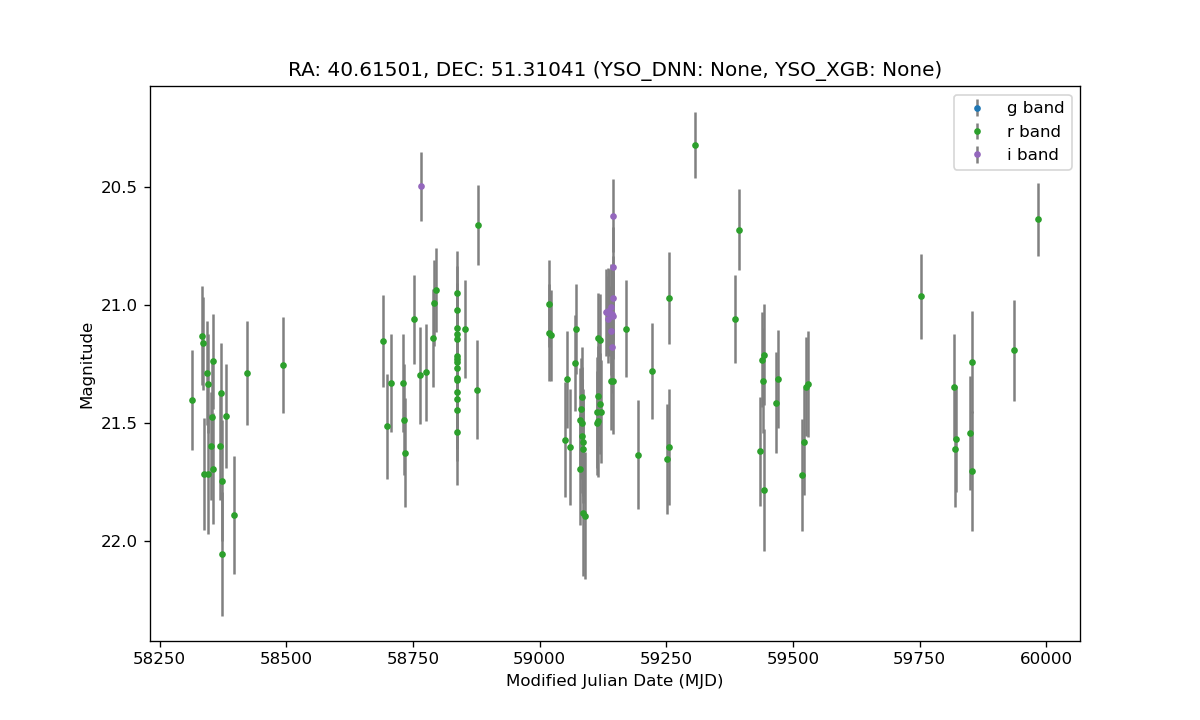 RA: 40.61501, DEC: 51.31041 (YSO_DNN: None, YSO_XGB: None)
g band
r band
i band
20.5
21.0
21.5
22.0
Magnitude
58250 58500 58750 59000 59250 59500 59750 60000
Modified Julian Date (MJD)